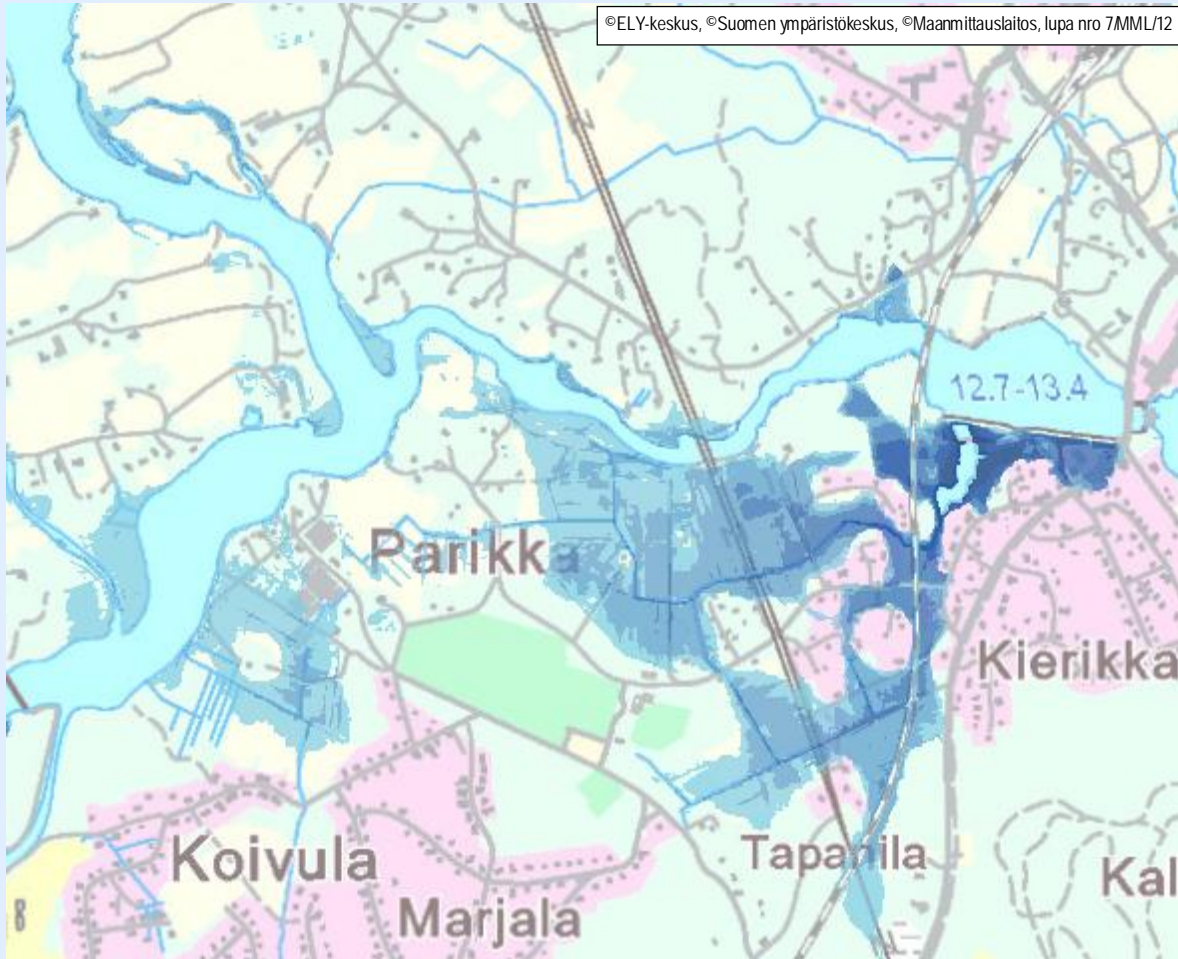 ©ELY-keskus, ©Suomen ympäristökeskus, ©Maanmittauslaitos, lupa nro 7/MML/12
12.7-13.4
Parikka
Kierikka
Tapanila
Koivula
Kal
Marjala
8